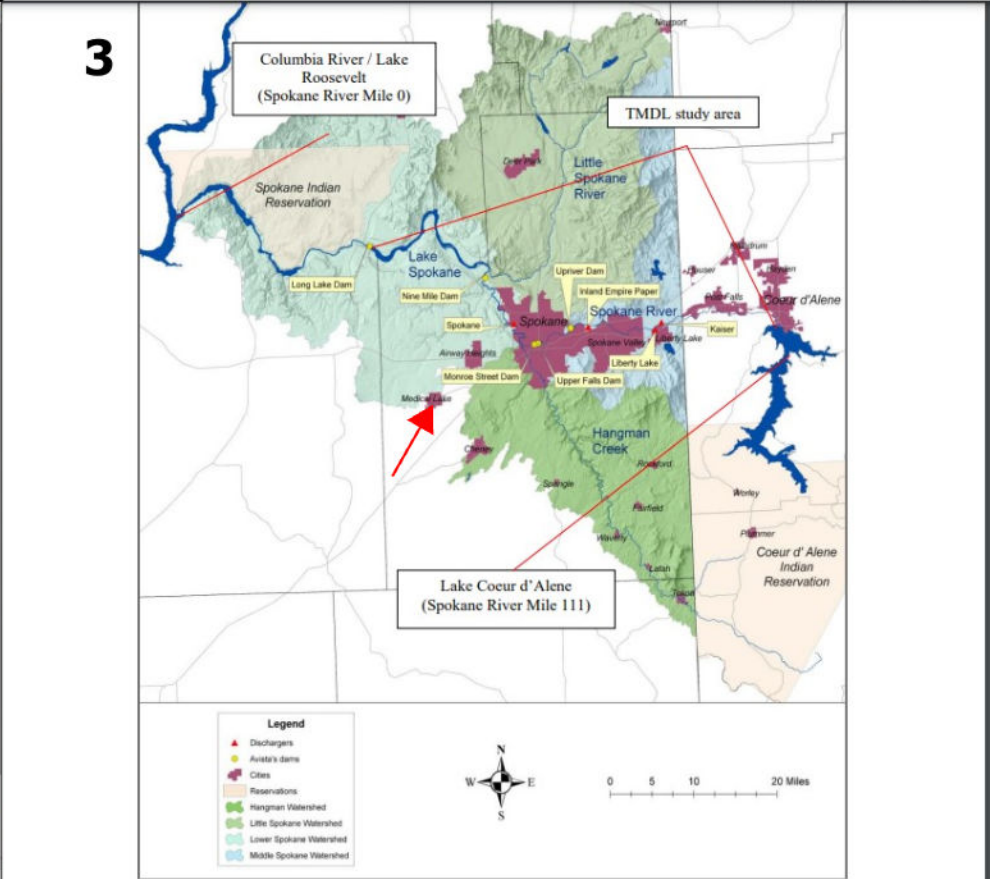 3
Columbia River / Lake
Roosevelt
(Spokane River Mile 0)
Newport
TMDL study area
Deer Park
Little
Spokane
River
Spokane Indian
Reservation
Lake
Spokane
Long Lake Dam
Nine Mile Dam
Upriver Dam
Inland Empire Paper
Hauser
Rathdrum
Hayden
Post Falls
Coeur d'Alene
Spokane
Spokane
Spokane River
Kaiser
Spokane Valley
Liberty Lake
Airway Heights
Liberty Lake
Monroe Street Dam
Upper Falls Dam
Medical Lake
Hangman
Creek
Cheney
Rockford
Spangle
Worley
Fairfield
Waverly
Plummer
Latah
Coeur d' Alene
Indian
Reservation
Tekoa
Lake Coeur d'Alene
(Spokane River Mile 111)
Legend
Dischargers
Avista's dams
Cities
Reservations
Hangman Watershed
Little Spokane Watershed
Lower Spokane Watershed
Middle Spokane Watershed
N
W E
S
0 5 10 20 Miles